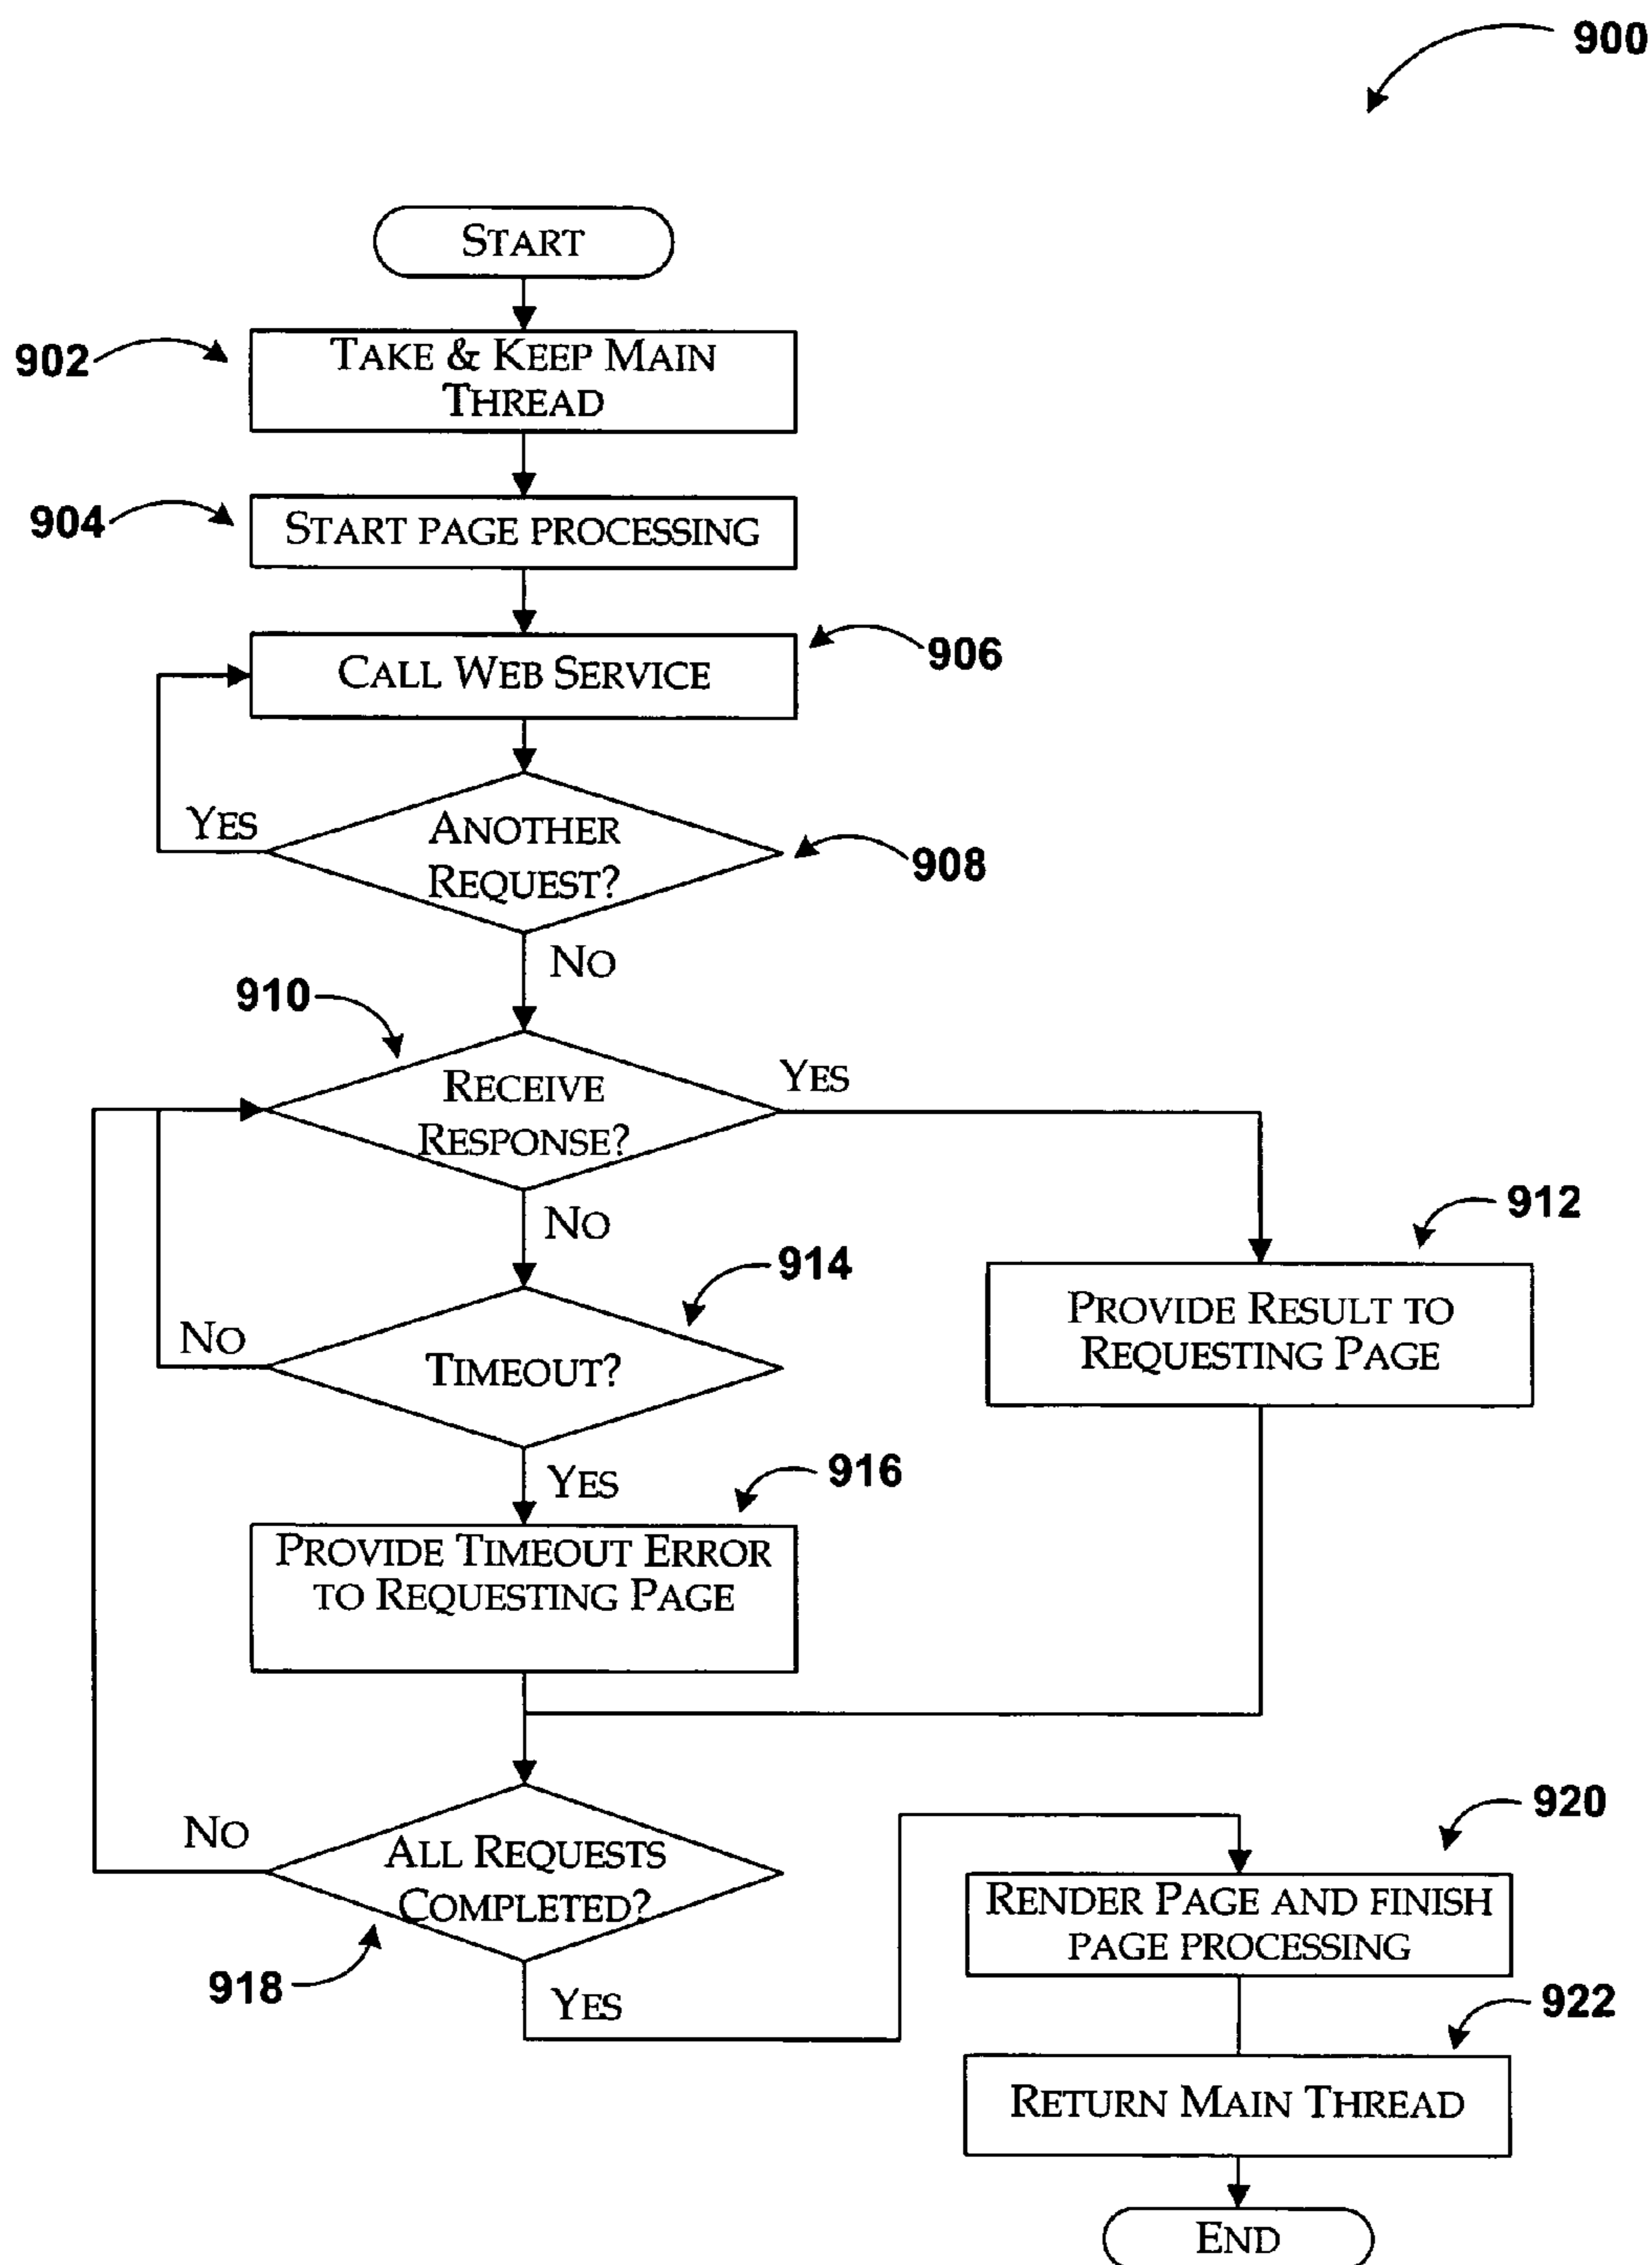 900
START
902
TAKE & KEEP MAIN
THREAD
904
START PAGE PROCESSING
906
CALL WEB SERVICE
YES
ANOTHER
REQUEST?
908
NO
910
RECEIVE
RESPONSE?
YES
NO
912
PROVIDE RESULT TO
REQUESTING PAGE
914
NO
TIMEOUT?
YES
916
PROVIDE TIMEOUT ERROR
TO REQUESTING PAGE
NO
ALL REQUESTS
COMPLETED?
918
YES
920
RENDER PAGE AND FINISH
PAGE PROCESSING
922
RETURN MAIN THREAD
END